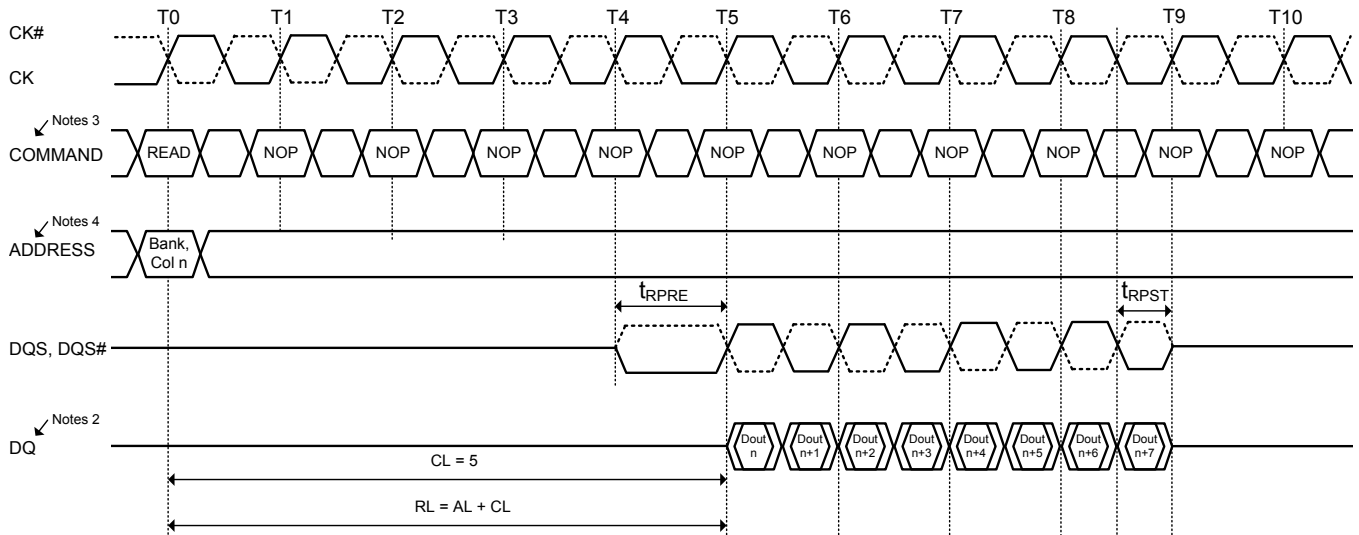 T0 T1 T2 T3 T4 T5 T6 T7 T8 T9 T10
CK#
CK
Notes 3
COMMAND READ NOP NOP NOP NOP NOP NOP NOP NOP NOP NOP
Notes 4
ADDRESS
Bank,
Col n
tRPRE tRPST
DQS, DQS#
Notes 2
DQ
Dout n
Dout n+1
Dout n+2
Dout n+3
Dout n+4
Dout n+5
Dout n+6
Dout n+7
CL = 5
RL = AL + CL